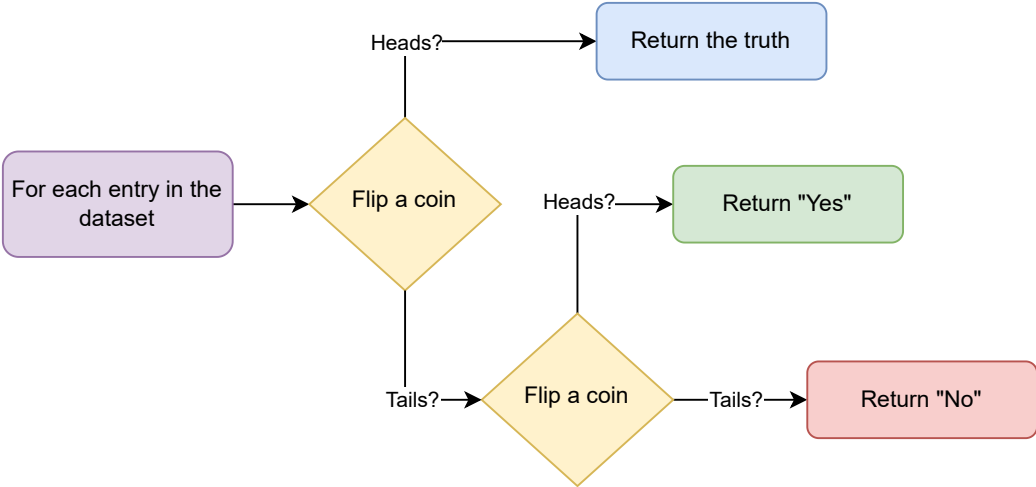 Heads?
Return the truth
For each entry in the
dataset
Flip a coin
Heads?
Return "Yes"
Tails?
Flip a coin
Tails?
Return "No"